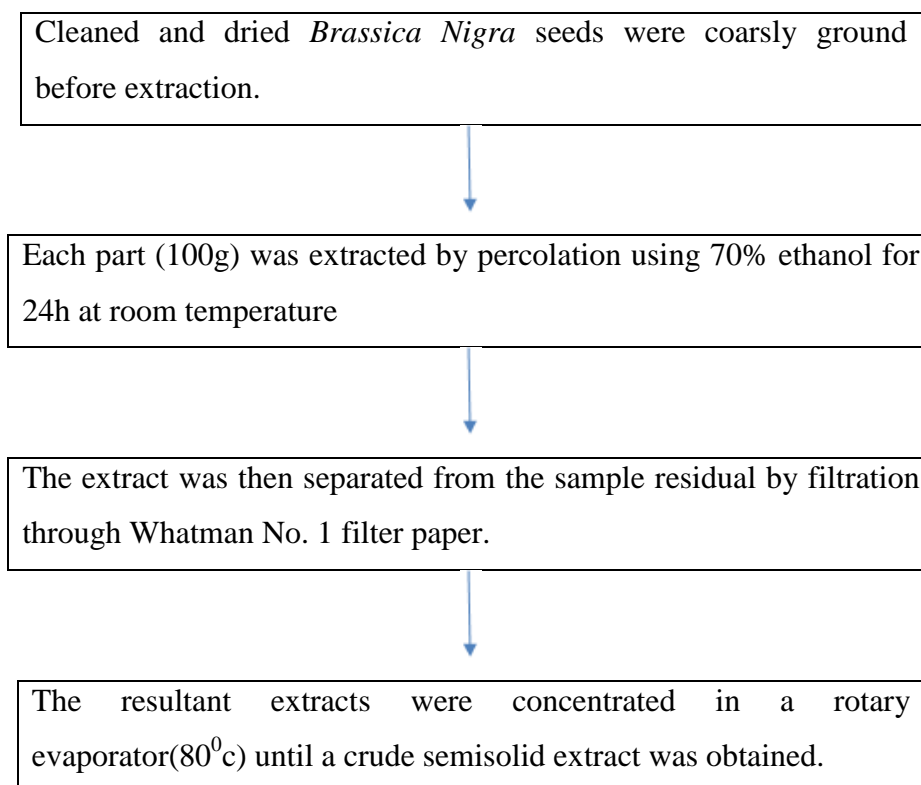 Cleaned and dried Brassica Nigra seeds were coarsly ground
before extraction.
Each part (100g) was extracted by percolation using 70% ethanol for
24h at room temperature
The extract was then separated from the sample residual by filtration
through Whatman No. 1 filter paper.
The resultant extracts were concentrated in a rotary
evaporator(80⁰c) until a crude semisolid extract was obtained.